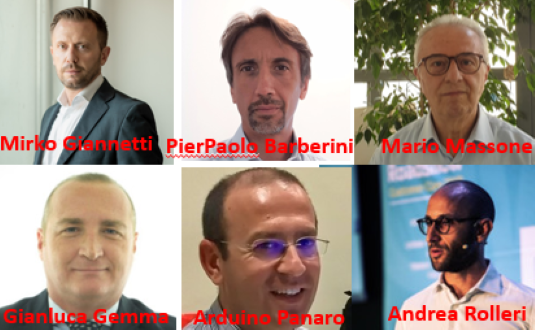 Mirko Giannetti
PierPaolo Barberini
Mario Massone
Gianluca Gemma
Arduino Panaro
Andrea Rolleri